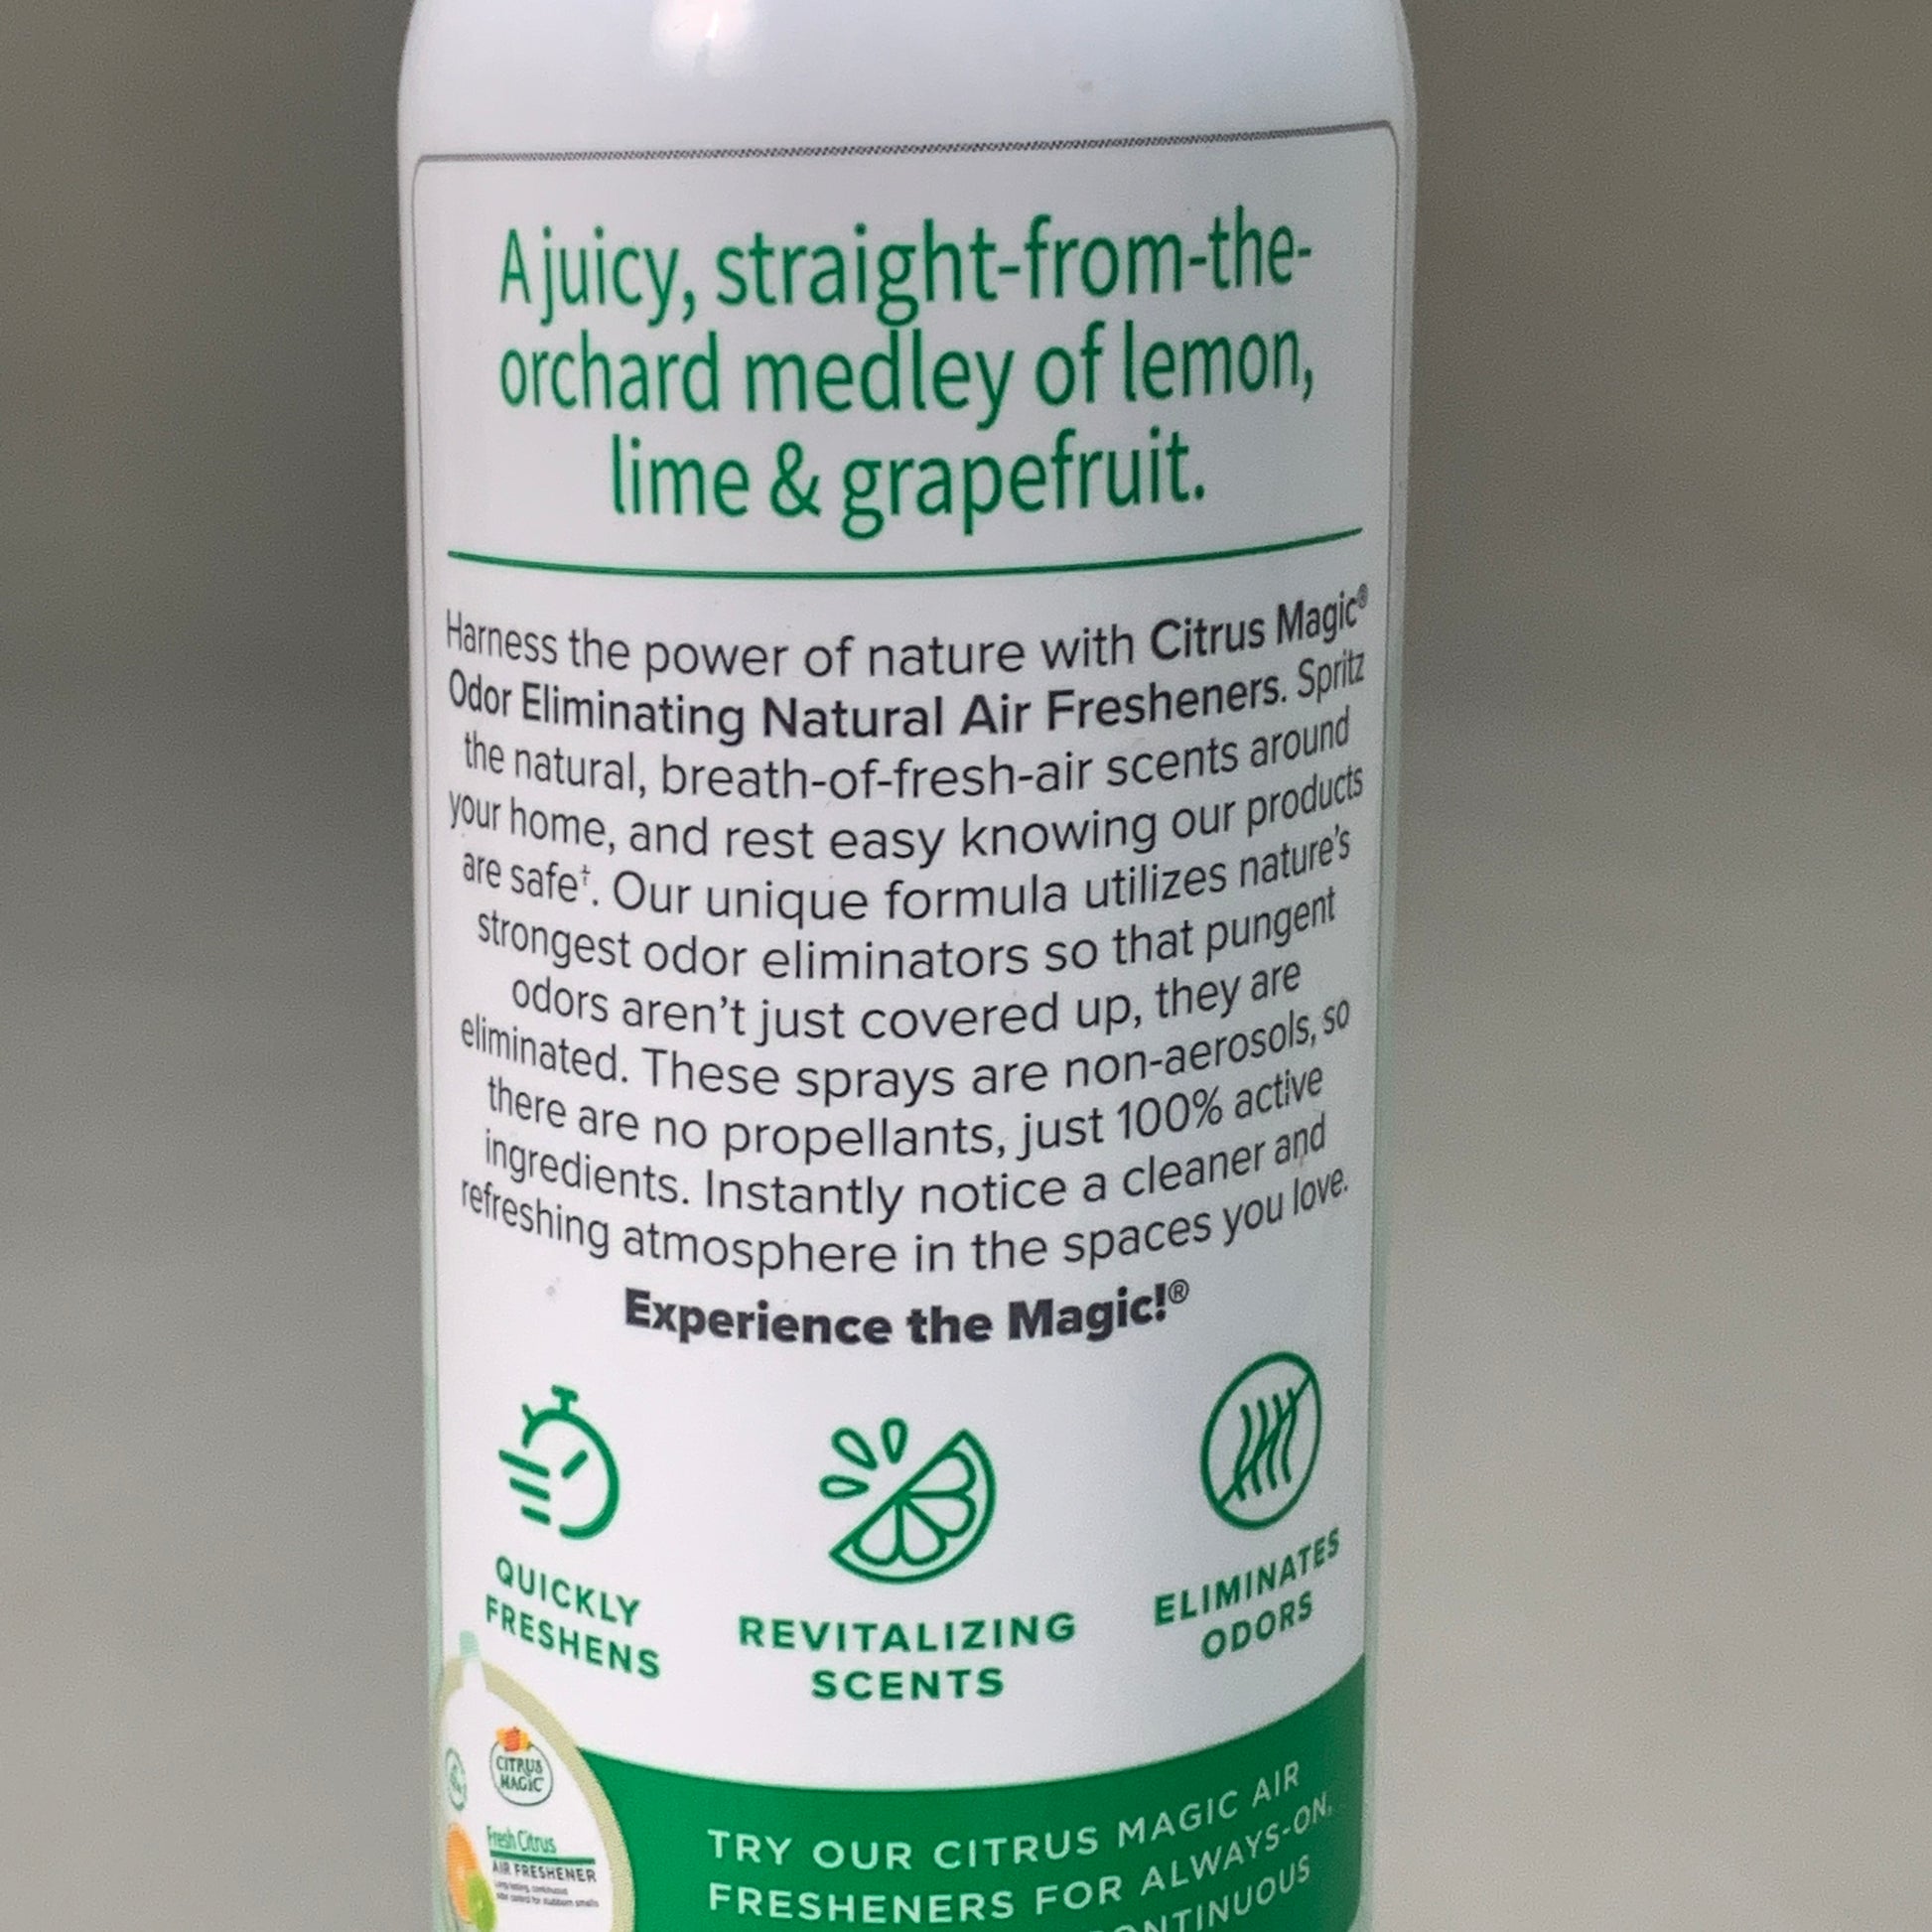 A juicy, straight-from-the-
orchard medley of lemon,
lime & grapefruit.
Harness the power of nature with Citrus Magic®
Odor Eliminating Natural Air Fresheners. Spritz
the natural, breath-of-fresh-air scents around
your home, and rest easy knowing our products
are safe†. Our unique formula utilizes nature's
strongest odor eliminators so that pungent
odors aren't just covered up, they are
eliminated. These sprays are non-aerosols, so
there are no propellants, just 100% active
ingredients. Instantly notice a cleaner and
refreshing atmosphere in the spaces you love.
Experience the Magic!®
QUICKLY
FRESHENS
REVITALIZING
SCENTS
ELIMINATES
ODORS
CITRUS
MAGIC
Fresh Citrus
AIR FRESHENER
TRY OUR CITRUS MAGIC AIR
FRESHENERS FOR ALWAYS-ON,